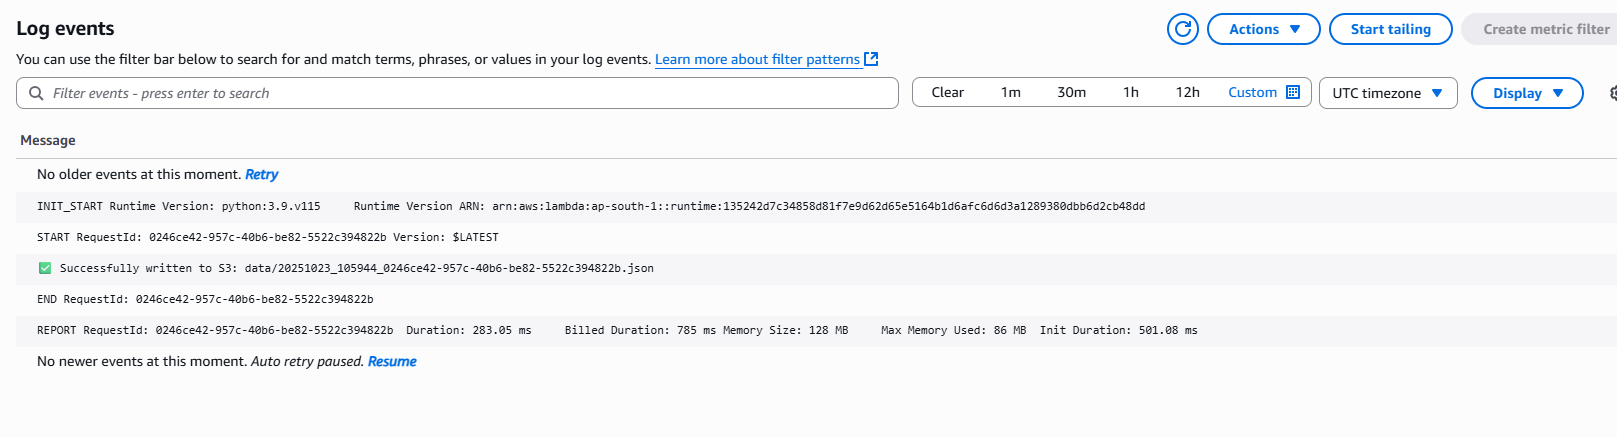 Log events
Actions
Start tailing
Create metric filter
You can use the filter bar below to search for and match terms, phrases, or values in your log events. Learn more about filter patterns
Filter events - press enter to search
Clear 1m 30m 1h 12h Custom
UTC timezone
Display
Message
No older events at this moment. Retry
INIT_START Runtime Version: python:3.9.v115 Runtime Version ARN: arn:aws:lambda:ap-south-1::runtime:135242d7c34858d81f7e9d62d65e5164b1d6afc6d6d3a1289380dbb6d2cb48dd
START RequestId: 0246ce42-957c-40b6-be82-5522c394822b Version: $LATEST
✅ Successfully written to S3: data/20251023_105944_0246ce42-957c-40b6-be82-5522c394822b.json
END RequestId: 0246ce42-957c-40b6-be82-5522c394822b
REPORT RequestId: 0246ce42-957c-40b6-be82-5522c394822b Duration: 283.05 ms Billed Duration: 785 ms Memory Size: 128 MB Max Memory Used: 86 MB Init Duration: 501.08 ms
No newer events at this moment. Auto retry paused. Resume